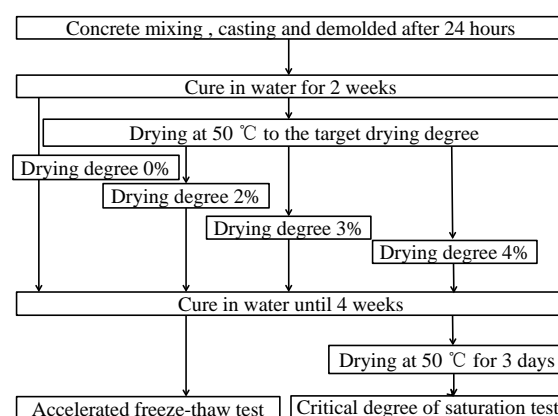 Concrete mixing , casting and demolded after 24 hours
Cure in water for 2 weeks
Drying at 50 ℃ to the target drying degree
Drying degree 0%
Drying degree 2%
Drying degree 3%
Drying degree 4%
Cure in water until 4 weeks
Drying at 50 ℃ for 3 days
Accelerated freeze-thaw test
Critical degree of saturation test